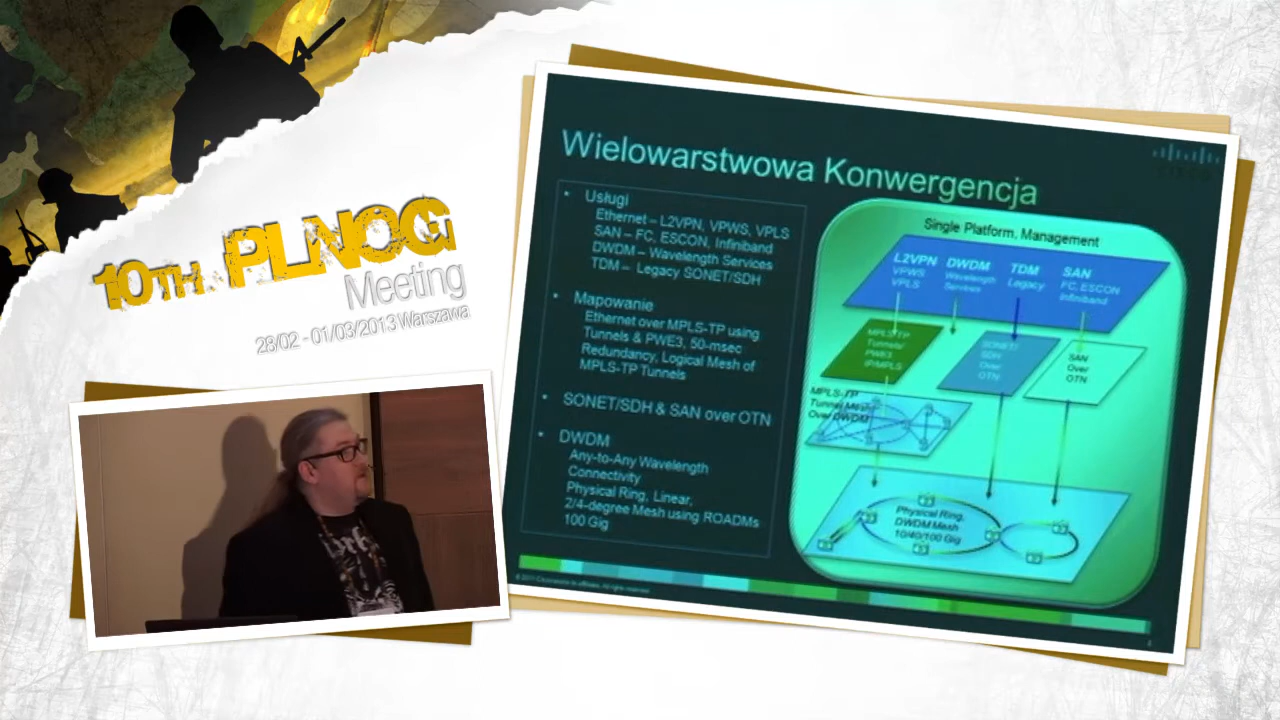 10TH PLNOG
Meeting
28/02 - 01/03/2013 Warszawa
Wielowarstwowa Konwergencja
• Usługi
Ethernet – L2VPN, VPWS, VPLS
SAN – FC, ESCON, Infiniband
DWDM – Wavelength Services
TDM – Legacy SONET/SDH
• Mapowanie
Ethernet over MPLS-TP using
Tunnels & PWE3, 50-msec
Redundancy, Logical Mesh of
MPLS-TP Tunnels
• SONET/SDH & SAN over OTN
• DWDM
Any-to-Any Wavelength
Connectivity
Physical Ring, Linear,
2/4-degree Mesh using ROADMs
100 Gig
Single Platform, Management
L2VPN
VPWS
VPLS
DWDM
Wavelength
Services
TDM
Legacy
SAN
FC, ESCON
Infiniband
MPLS-TP
Tunnels/
PWE3
IP/MPLS
SONET/
SDH
Over
OTN
SAN
Over
OTN
MPLS-TP
Tunnel Mesh
Over DWDM
Physical Ring,
DWDM Mesh
10/40/100 Gig